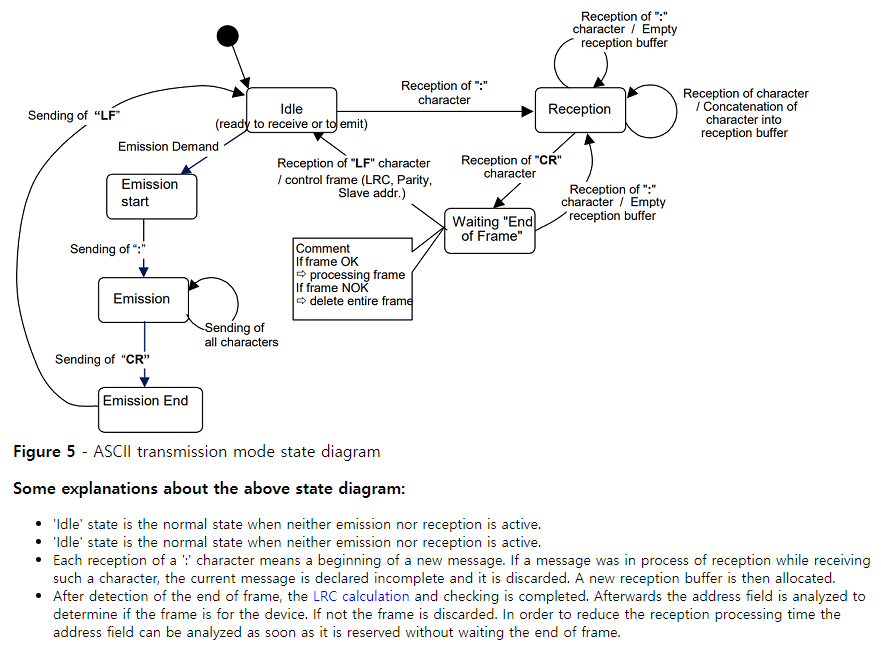 Reception of ":"
character / Empty
reception buffer
Sending of “LF”
Idle
(ready to receive or to emit)
Reception of ":"
character
Reception
Reception of character
/ Concatenation of
character into
reception buffer
Emission Demand
Reception of "LF" character
/ control frame (LRC, Parity,
Slave addr.)
Reception of "CR"
character
Emission
start
Reception of ":"
character / Empty
reception buffer
Waiting "End
of Frame"
Sending of “:”
Comment
If frame OK
⇨ processing frame
If frame NOK
⇨ delete entire frame
Emission
Sending of
all characters
Sending of “CR”
Emission End
Figure 5 - ASCII transmission mode state diagram
Some explanations about the above state diagram:
• 'Idle' state is the normal state when neither emission nor reception is active.
• 'Idle' state is the normal state when neither emission nor reception is active.
• Each reception of a ':' character means a beginning of a new message. If a message was in process of reception while receiving
such a character, the current message is declared incomplete and it is discarded. A new reception buffer is then allocated.
• After detection of the end of frame, the LRC calculation and checking is completed. Afterwards the address field is analyzed to
determine if the frame is for the device. If not the frame is discarded. In order to reduce the reception processing time the
address field can be analyzed as soon as it is reserved without waiting the end of frame.